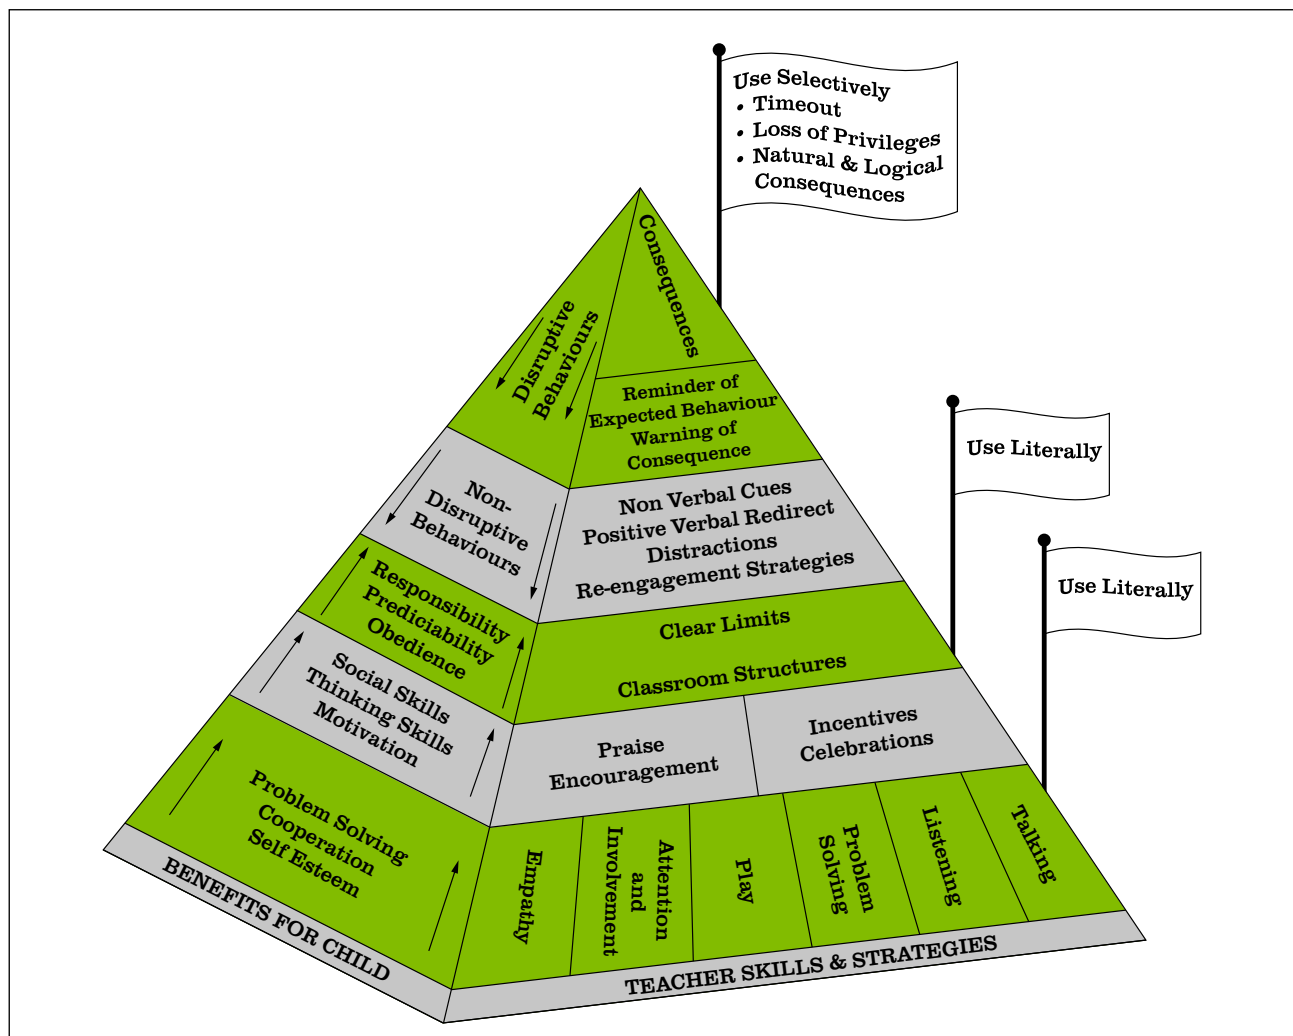 Use Selectively
• Timeout
• Loss of Privileges
• Natural & Logical
Consequences
Use Literally
Use Literally
Consequences
Reminder of
Expected Behaviour
Warning of
Consequence
Non Verbal Cues
Positive Verbal Redirect
Distractions
Re-engagement Strategies
Clear Limits
Classroom Structures
Praise
Encouragement
Incentives
Celebrations
Empathy
Attention
and
Involvement
Play
Problem
Solving
Listening
Talking
TEACHER SKILLS & STRATEGIES
Disruptive
Behaviours
Non-
Disruptive
Behaviours
Responsibility
Prediciability
Obedience
Social Skills
Thinking Skills
Motivation
Problem Solving
Cooperation
Self Esteem
BENEFITS FOR CHILD